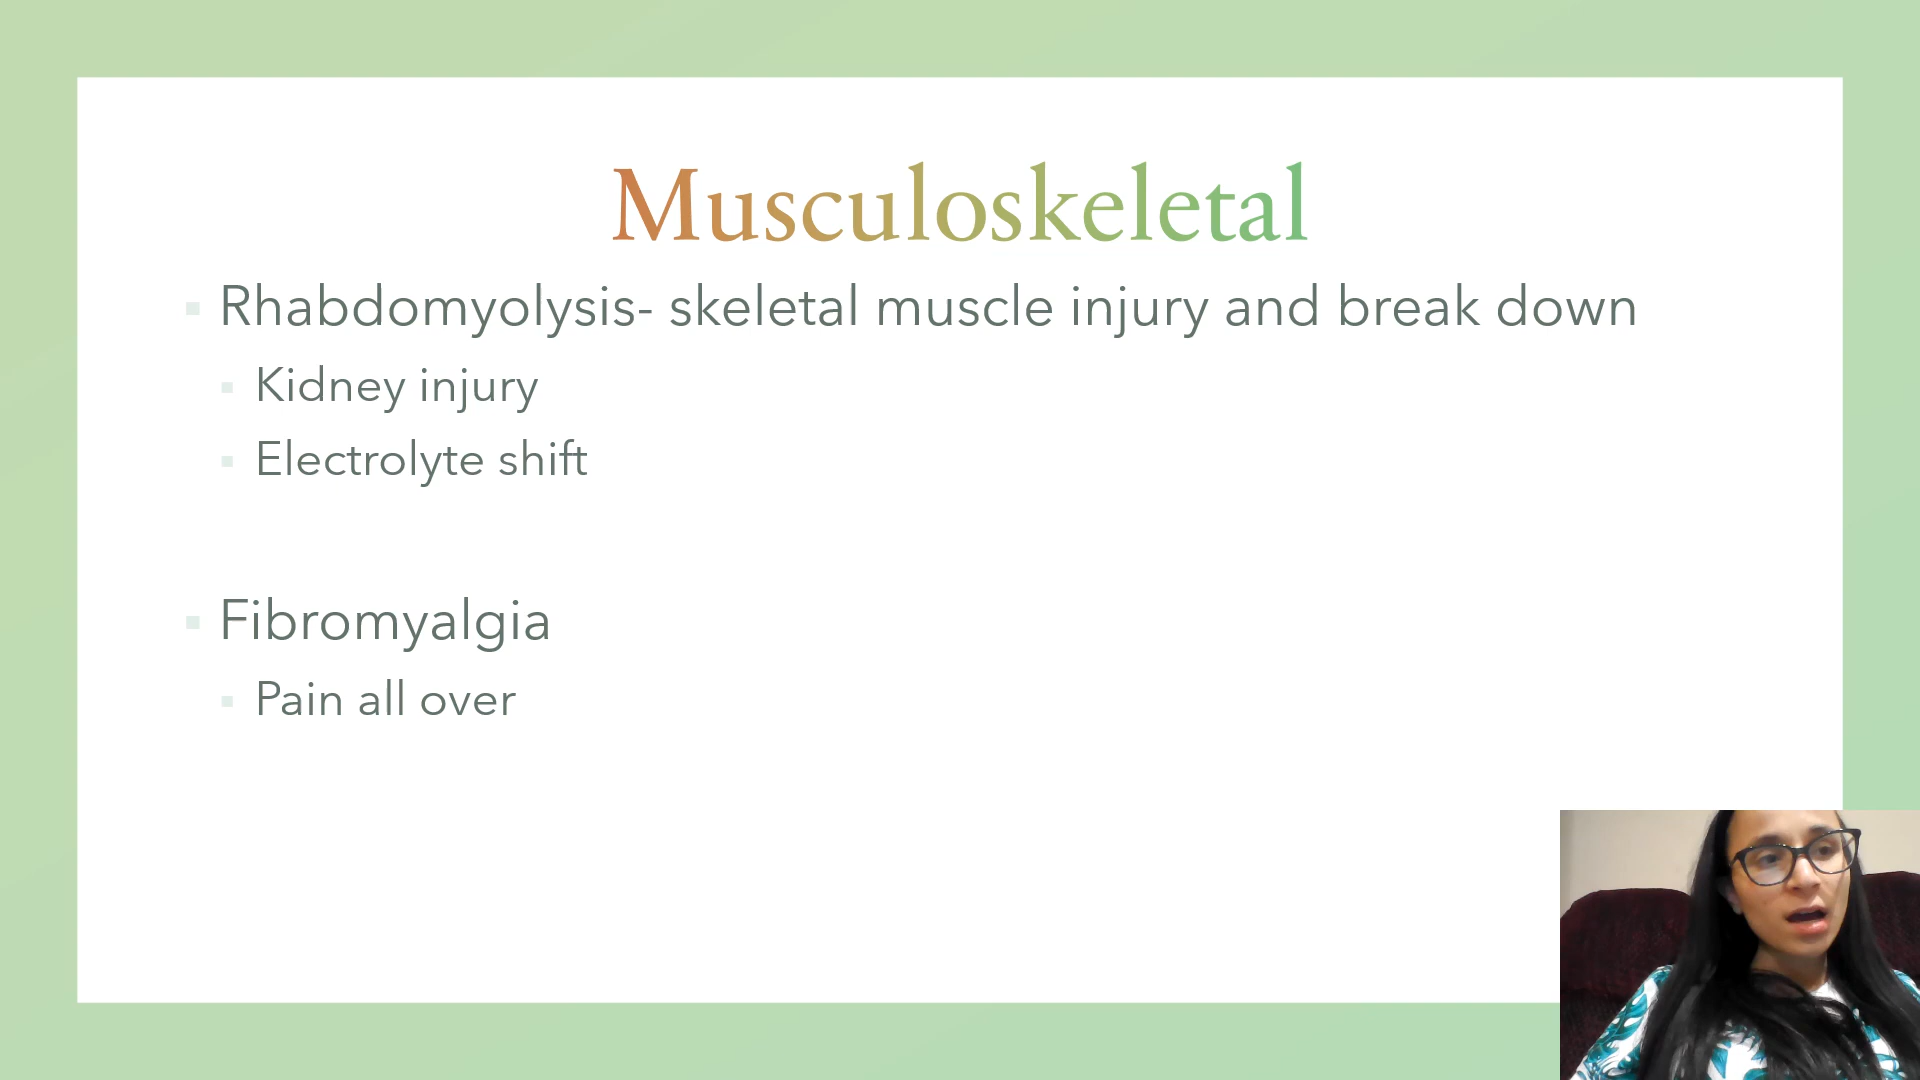 Musculoskeletal
Rhabdomyolysis- skeletal muscle injury and break down
Kidney injury
Electrolyte shift
Fibromyalgia
Pain all over